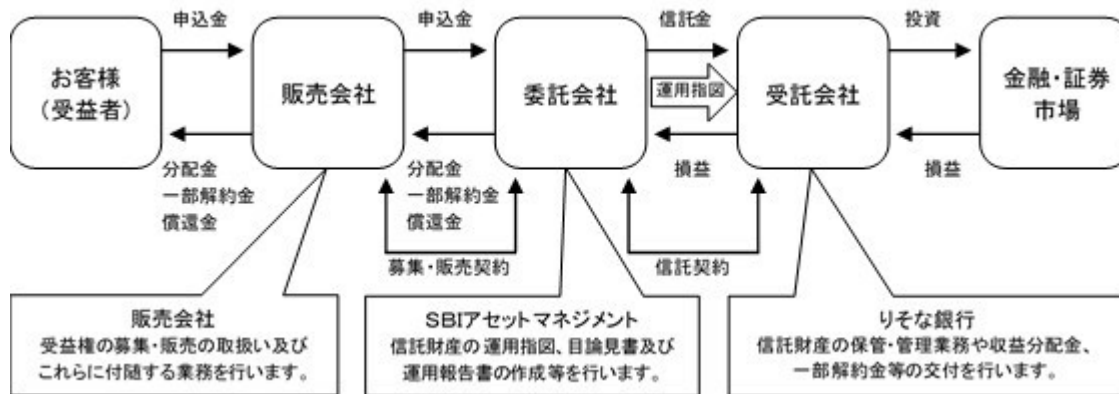 申込金
申込金
信託金
投資
お客様
（受益者）
販売会社
委託会社
運用指図
受託会社
金融・証券
市場
分配金
一部解約金
償還金
分配金
一部解約金
償還金
損益
損益
募集・販売契約
信託契約
販売会社
受益権の募集・販売の取扱い及び
これらに付随する業務を行います。
SBIアセットマネジメント
信託財産の運用指図、目論見書及び
運用報告書の作成等を行います。
りそな銀行
信託財産の保管・管理業務や収益分配金、
一部解約金等の交付を行います。